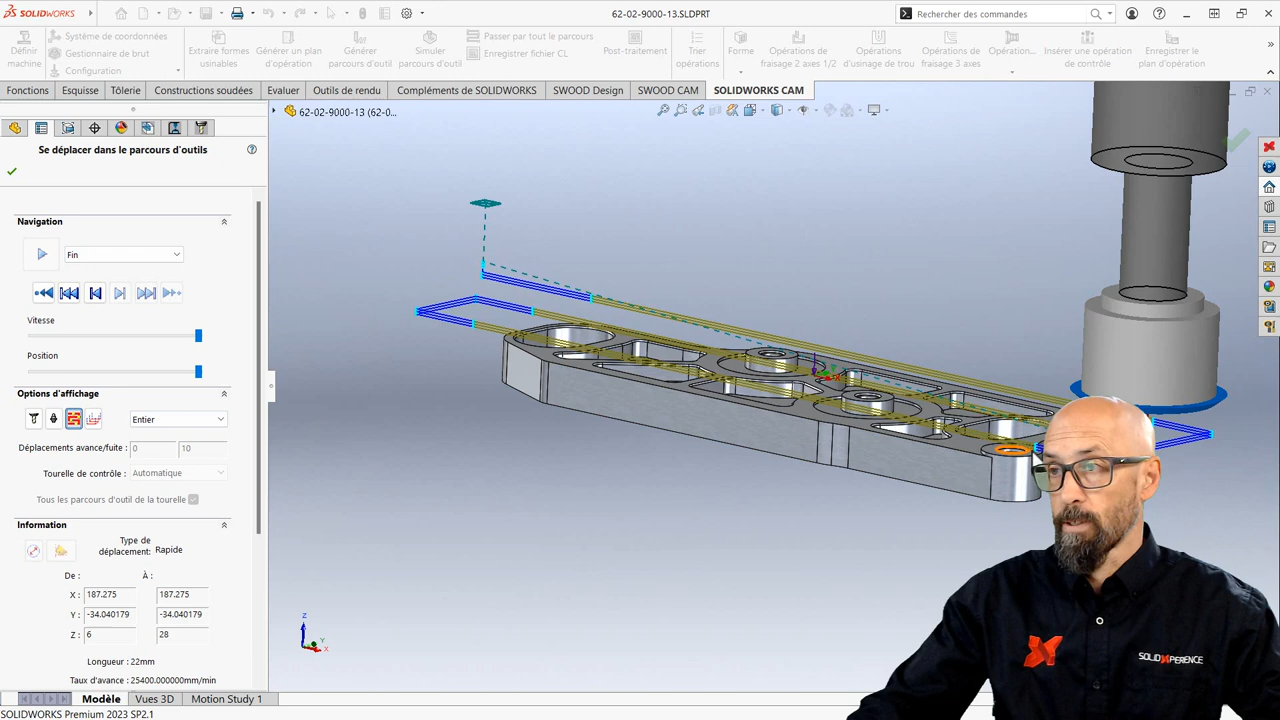 SOLIDWORKS
62-02-9000-13.SLDPRT
Rechercher des commandes
Définir machine
Système de coordonnées
Gestionnaire de brut
Configuration
Extraire formes usinables
Générer un plan d'opération
Générer parcours d'outil
Simuler parcours d'outil
Passer par tout le parcours
Enregistrer fichier CL
Post-traitement
Trier opérations
Forme
Opérations de fraisage 2 axes 1/2
Opérations d'usinage de trou
Opérations de fraisage 3 axes
Opération...
Insérer une opération de contrôle
Enregistrer le plan d'opération
Fonctions
Esquisse
Tôlerie
Constructions soudées
Evaluer
Outils de rendu
Compléments de SOLIDWORKS
SWOOD Design
SWOOD CAM
SOLIDWORKS CAM
62-02-9000-13 (62-0...
Se déplacer dans le parcours d'outils
Navigation
Fin
Vitesse
Position
Options d'affichage
Entier
Déplacements avance/fuite : 0 10
Tourelle de contrôle : Automatique
Tous les parcours d'outil de la tourelle
Information
Type de déplacement: Rapide
De : À :
X : 187.275 187.275
Y : -34.040179 -34.040179
Z : 6 28
Longueur : 22mm
Taux d'avance : 25400.000000mm/min
Z
Y
X
SOLIDXPERIENCE
Modèle
Vues 3D
Motion Study 1
SOLIDWORKS Premium 2023 SP2.1